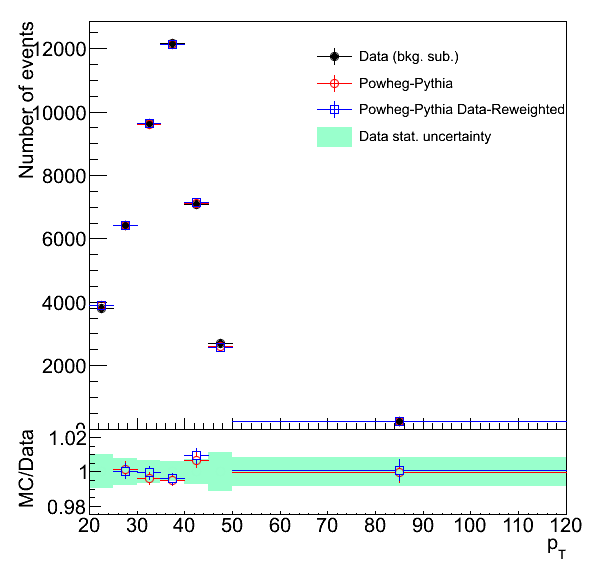 Number of events
12000
10000
8000
6000
4000
2000
0
Data (bkg. sub.)
Powheg-Pythia
Powheg-Pythia Data-Reweighted
Data stat. uncertainty
MC/Data
1.02
1
0.98
20 30 40 50 60 70 80 90 100 110 120
p_T